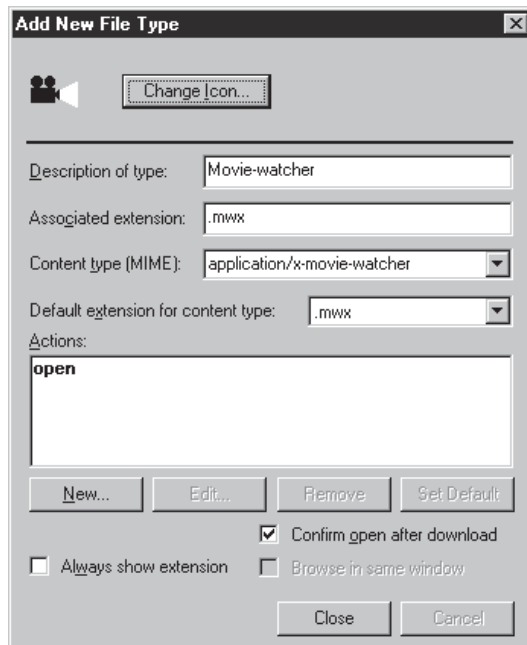 Add New File Type
Change Icon...
Description of type: Movie-watcher
Associated extension: .mwx
Content type (MIME): application/x-movie-watcher
Default extension for content type: .mwx
Actions:
open
New... Edit... Remove Set Default
Confirm open after download
Always show extension Browse in same window
Close Cancel